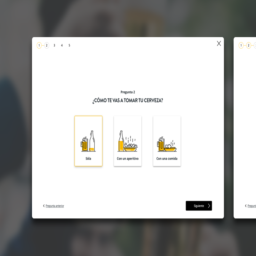 1 2 3 4 5
X
Pregunta 2
¿CÓMO TE VAS A TOMAR TU CERVEZA?
Sola
Con un aperitivo
Con una comida
Siguiente